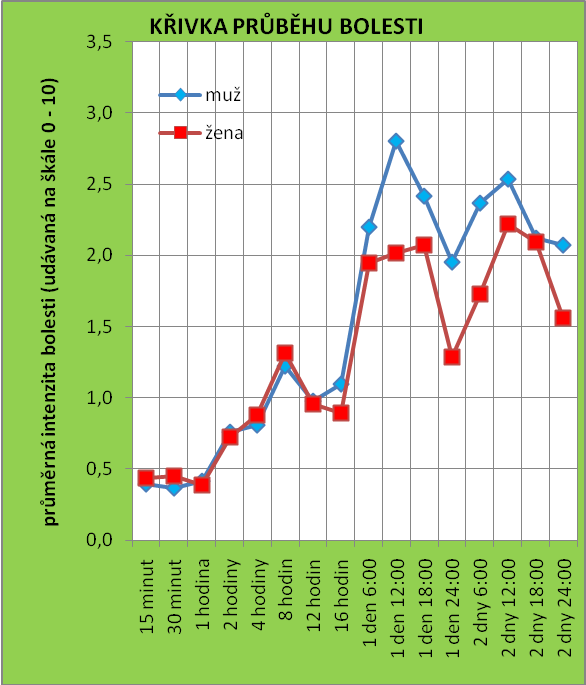 KŘIVKA PRŮBĚHU BOLESTI
průměrná intenzita bolesti (udávaná na škále 0 - 10)
3,5
3,0
2,5
2,0
1,5
1,0
0,5
0,0
muž
žena
15 minut
30 minut
1 hodina
2 hodiny
4 hodiny
8 hodin
12 hodin
16 hodin
1 den 6:00
1 den 12:00
1 den 18:00
1 den 24:00
2 dny 6:00
2 dny 12:00
2 dny 18:00
2 dny 24:00